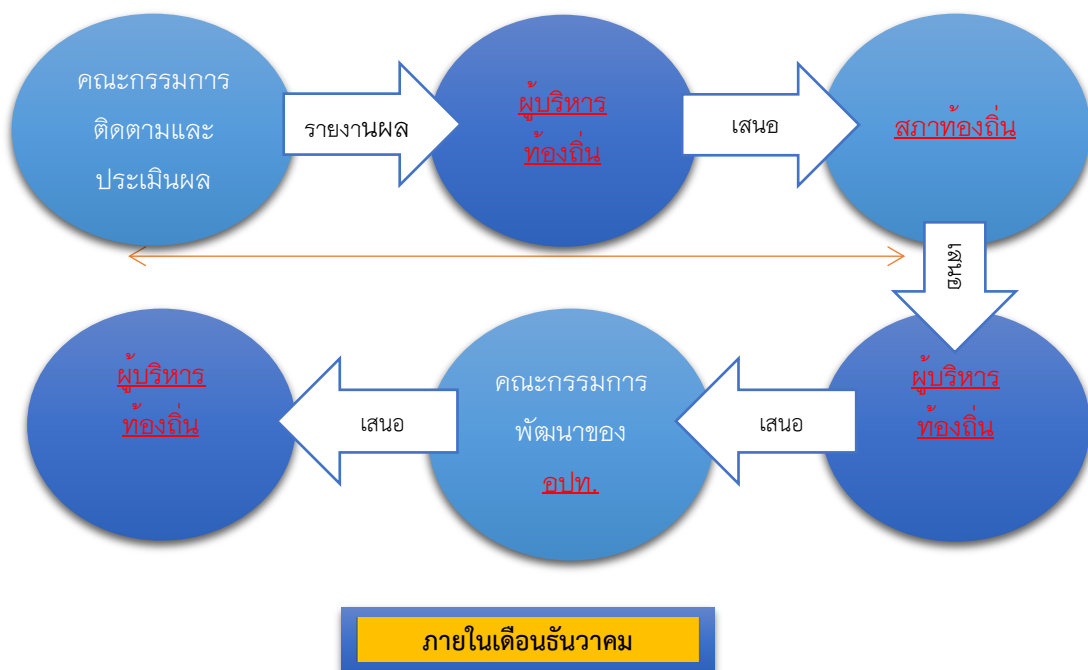 คณะกรรมการ
ติดตามและ
ประเมินผล
รายงานผล
ผู้บริหาร
ท้องถิ่น
เสนอ
สภาท้องถิ่น
เสนอ
ผู้บริหาร
ท้องถิ่น
เสนอ
คณะกรรมการ
พัฒนาของ
อปท.
เสนอ
ผู้บริหาร
ท้องถิ่น
ภายในเดือนธันวาคม